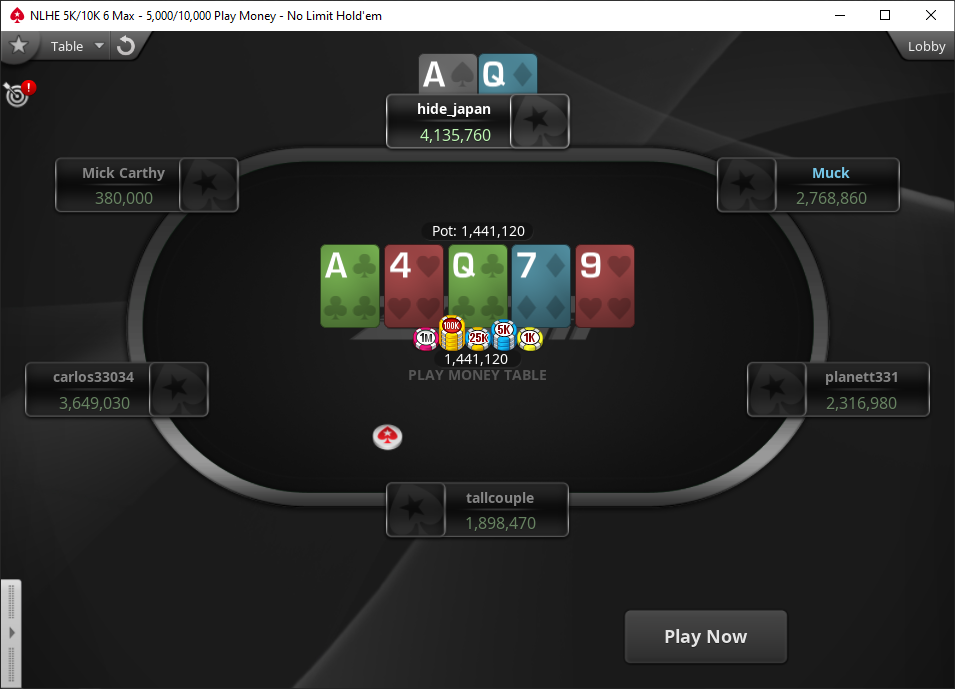 NLHE 5K/10K 6 Max - 5,000/10,000 Play Money - No Limit Hold'em
Table
Lobby
!
A Q
hide_japan
4,135,760
Mick Carthy
380,000
Muck
2,768,860
Pot: 1,441,120
A 4 Q 7 9
1M 100K 25K 5K 1K
1,441,120
PLAY MONEY TABLE
carlos33034
3,649,030
planett331
2,316,980
tallcouple
1,898,470
Play Now